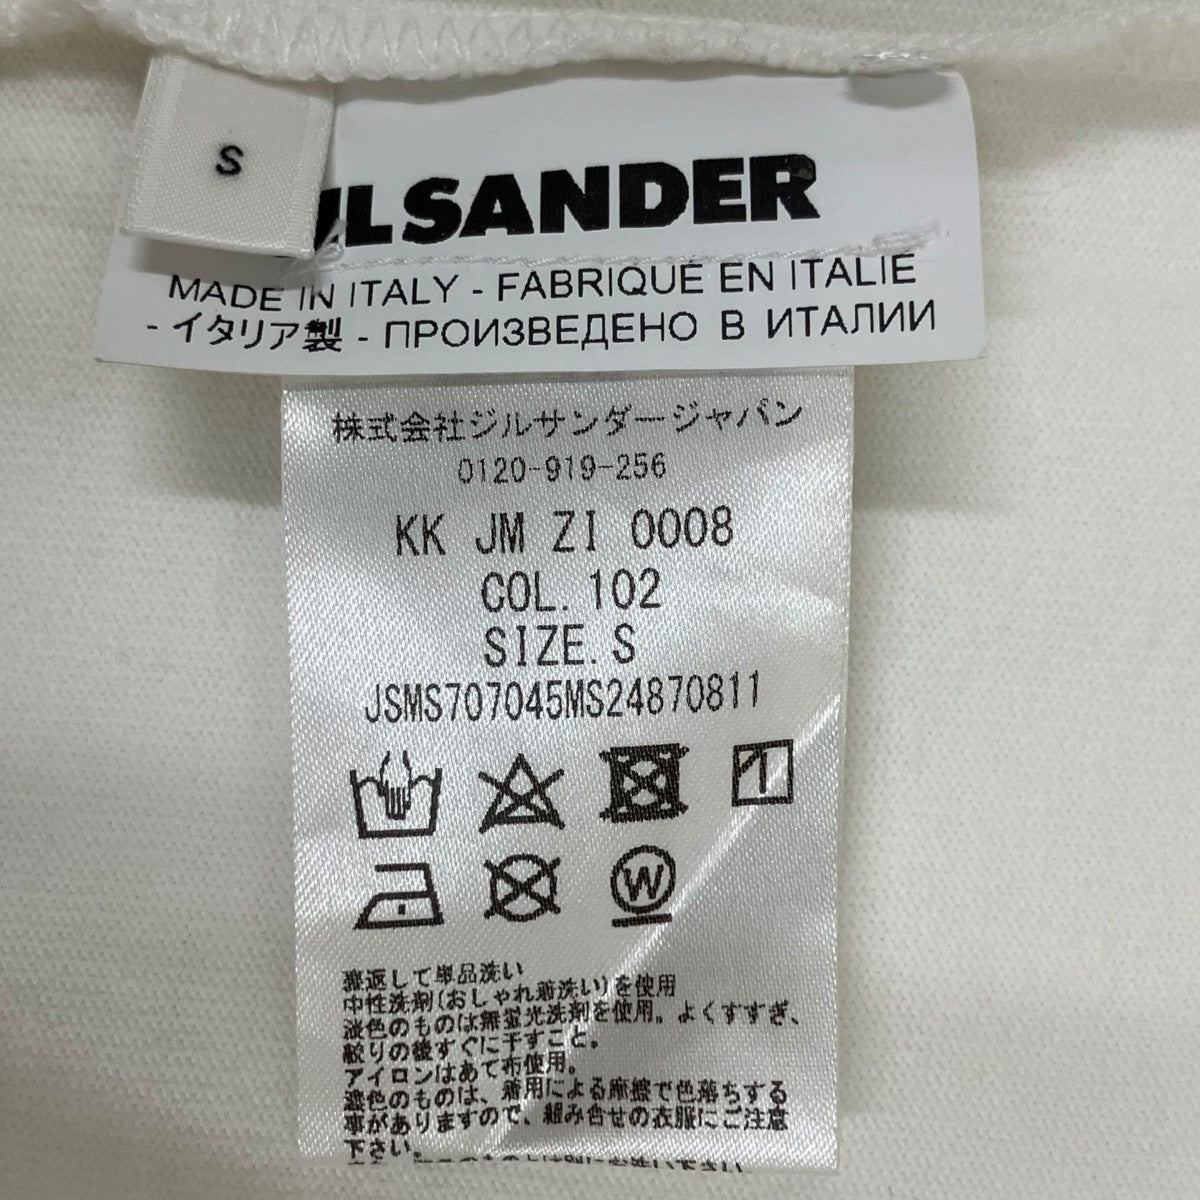 S
JIL SANDER
MADE IN ITALY - FABRIQUÉ EN ITALIE
- イタリア製 - ПРОИЗВЕДЕНО В ИТАЛИИ
株式会社ジルサンダージャパン
0120-919-256
KK JM ZI 0008
COL. 102
SIZE. S
JSMS707045MS24870811
W
裏返して単品洗い
中性洗剤(おしゃれ着洗い)を使用
淡色のものは無蛍光洗剤を使用。よくすすぎ、
絞りの後すぐに干すこと。
アイロンはあて布使用。
濃色のものは、着用による摩擦で色落ちする
事がありますので、組み合せの衣服にご注意
下さい。